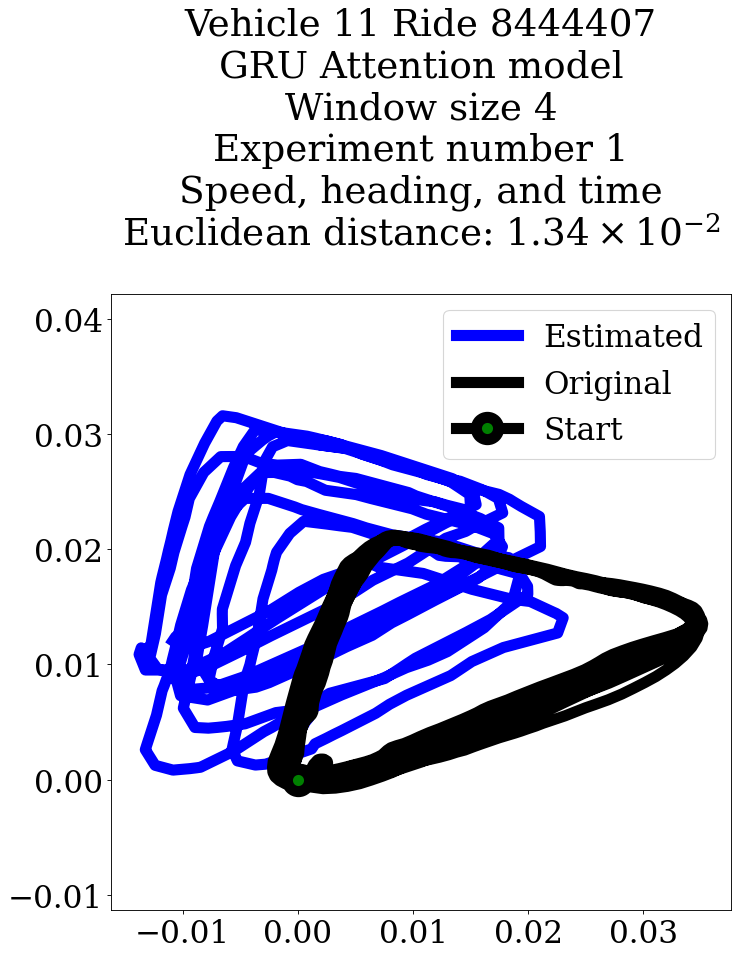 Vehicle 11 Ride 8444407
GRU Attention model
Window size 4
Experiment number 1
Speed, heading, and time
Euclidean distance: 1.34 × 10⁻²
Estimated
Original
Start
0.04
0.03
0.02
0.01
0.00
−0.01
−0.01 0.00 0.01 0.02 0.03